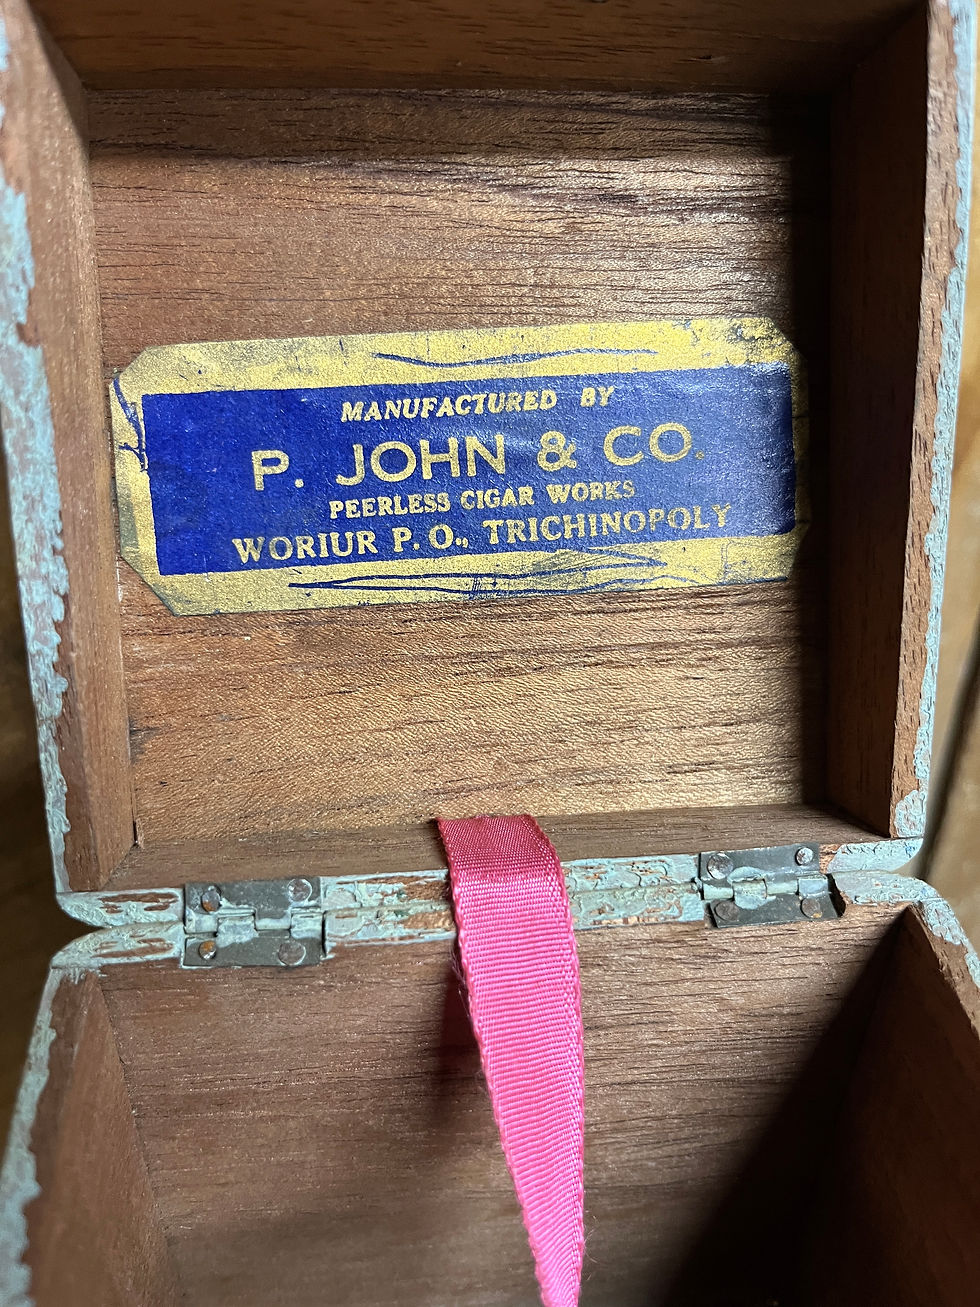 MANUFACTURED BY
P. JOHN & CO.
PEERLESS CIGAR WORKS
WORIUR P. O., TRICHINOPOLY